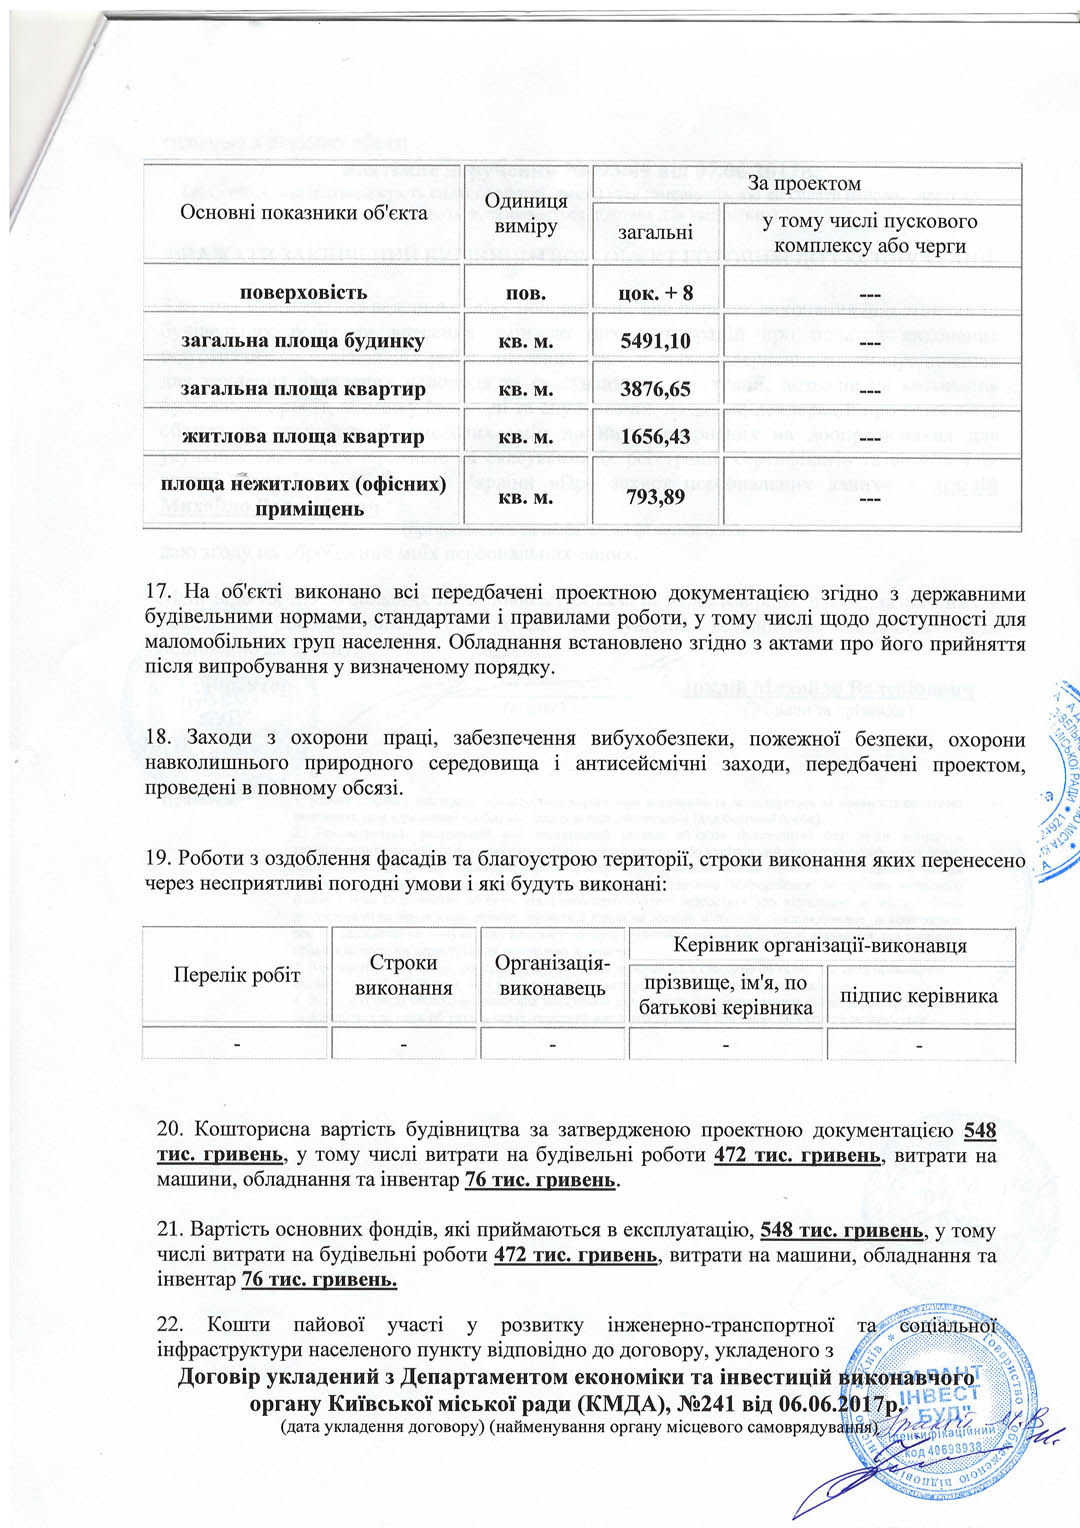 Основні показники об'єкта
Одиниця виміру
За проектом
загальні
у тому числі пускового комплексу або черги
поверховість пов. цок. + 8 ---
загальна площа будинку кв. м. 5491,10 ---
загальна площа квартир кв. м. 3876,65 ---
житлова площа квартир кв. м. 1656,43 ---
площа нежитлових (офісних) приміщень кв. м. 793,89 ---
17. На об'єкті виконано всі передбачені проектною документацією згідно з державними
будівельними нормами, стандартами і правилами роботи, у тому числі щодо доступності для
маломобільних груп населення. Обладнання встановлено згідно з актами про його прийняття
після випробування у визначеному порядку.
18. Заходи з охорони праці, забезпечення вибухобезпеки, пожежної безпеки, охорони
навколишнього природного середовища і антисейсмічні заходи, передбачені проектом,
проведені в повному обсязі.
19. Роботи з оздоблення фасадів та благоустрою території, строки виконання яких перенесено
через несприятливі погодні умови і які будуть виконані:
Перелік робіт
Строки виконання
Організація-виконавець
Керівник організації-виконавця
прізвище, ім'я, по батькові керівника
підпис керівника
- - - - -
20. Кошторисна вартість будівництва за затвердженою проектною документацією 548
тис. гривень, у тому числі витрати на будівельні роботи 472 тис. гривень, витрати на
машини, обладнання та інвентар 76 тис. гривень.
21. Вартість основних фондів, які приймаються в експлуатацію, 548 тис. гривень, у тому
числі витрати на будівельні роботи 472 тис. гривень, витрати на машини, обладнання та
інвентар 76 тис. гривень.
22. Кошти пайової участі у розвитку інженерно-транспортної та соціальної
інфраструктури населеного пункту відповідно до договору, укладеного з
Договір укладений з Департаментом економіки та інвестицій виконавчого
органу Київської міської ради (КМДА), №241 від 06.06.2017р.
(дата укладення договору) (найменування органу місцевого самоврядування)
ГАРАНТ
ІНВЕСТ
БУД"
ідентифікаційний
код 40693938